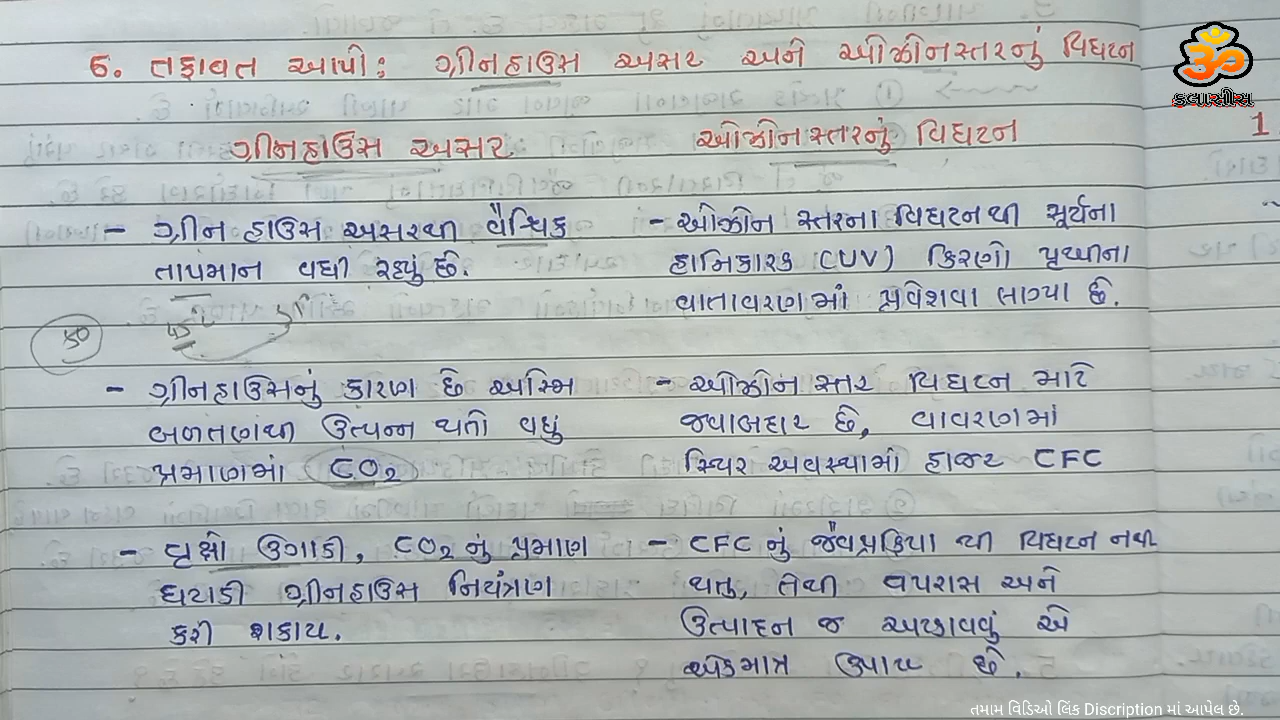 6. તફાવત આપો: ગ્રીનહાઉસ અસર અને ઓઝોનસ્તરનું વિઘટન
ૐ
ક્લાસીસ
1
ગ્રીનહાઉસ અસર
- ગ્રીન હાઉસ અસરથી વૈશ્વિક
તાપમાન વધી રહ્યું છે.
50
- ગ્રીનહાઉસનું કારણ છે અશ્મિ
બળતણથી ઉત્પન્ન થતો વધુ
પ્રમાણમાં CO₂
- વૃક્ષો ઉગાડી, CO₂નું પ્રમાણ
ઘટાડી ગ્રીનહાઉસ નિયંત્રણ
કરી શકાય.
ઓઝોનસ્તરનું વિઘટન
- ઓઝોન સ્તરના વિઘટનથી સૂર્યના
હાનિકારક (UV) કિરણો પૃથ્વીના
વાતાવરણમાં પ્રવેશવા લાગ્યા છે.
- ઓઝોન સ્તર વિઘટન માટે
જવાબદાર છે, વાવરણમાં
સ્થિર અવસ્થામાં હાજર CFC
- CFC નું જૈવપ્રક્રિયા થી વિઘટન નથી
થતુ, તેથી વપરાસ અને
ઉત્પાદન જ અટકાવવું એ
એકમાત્ર ઉપાય છે.
તમામ વિડિઓ લિંક Discription માં આપેલ છે.